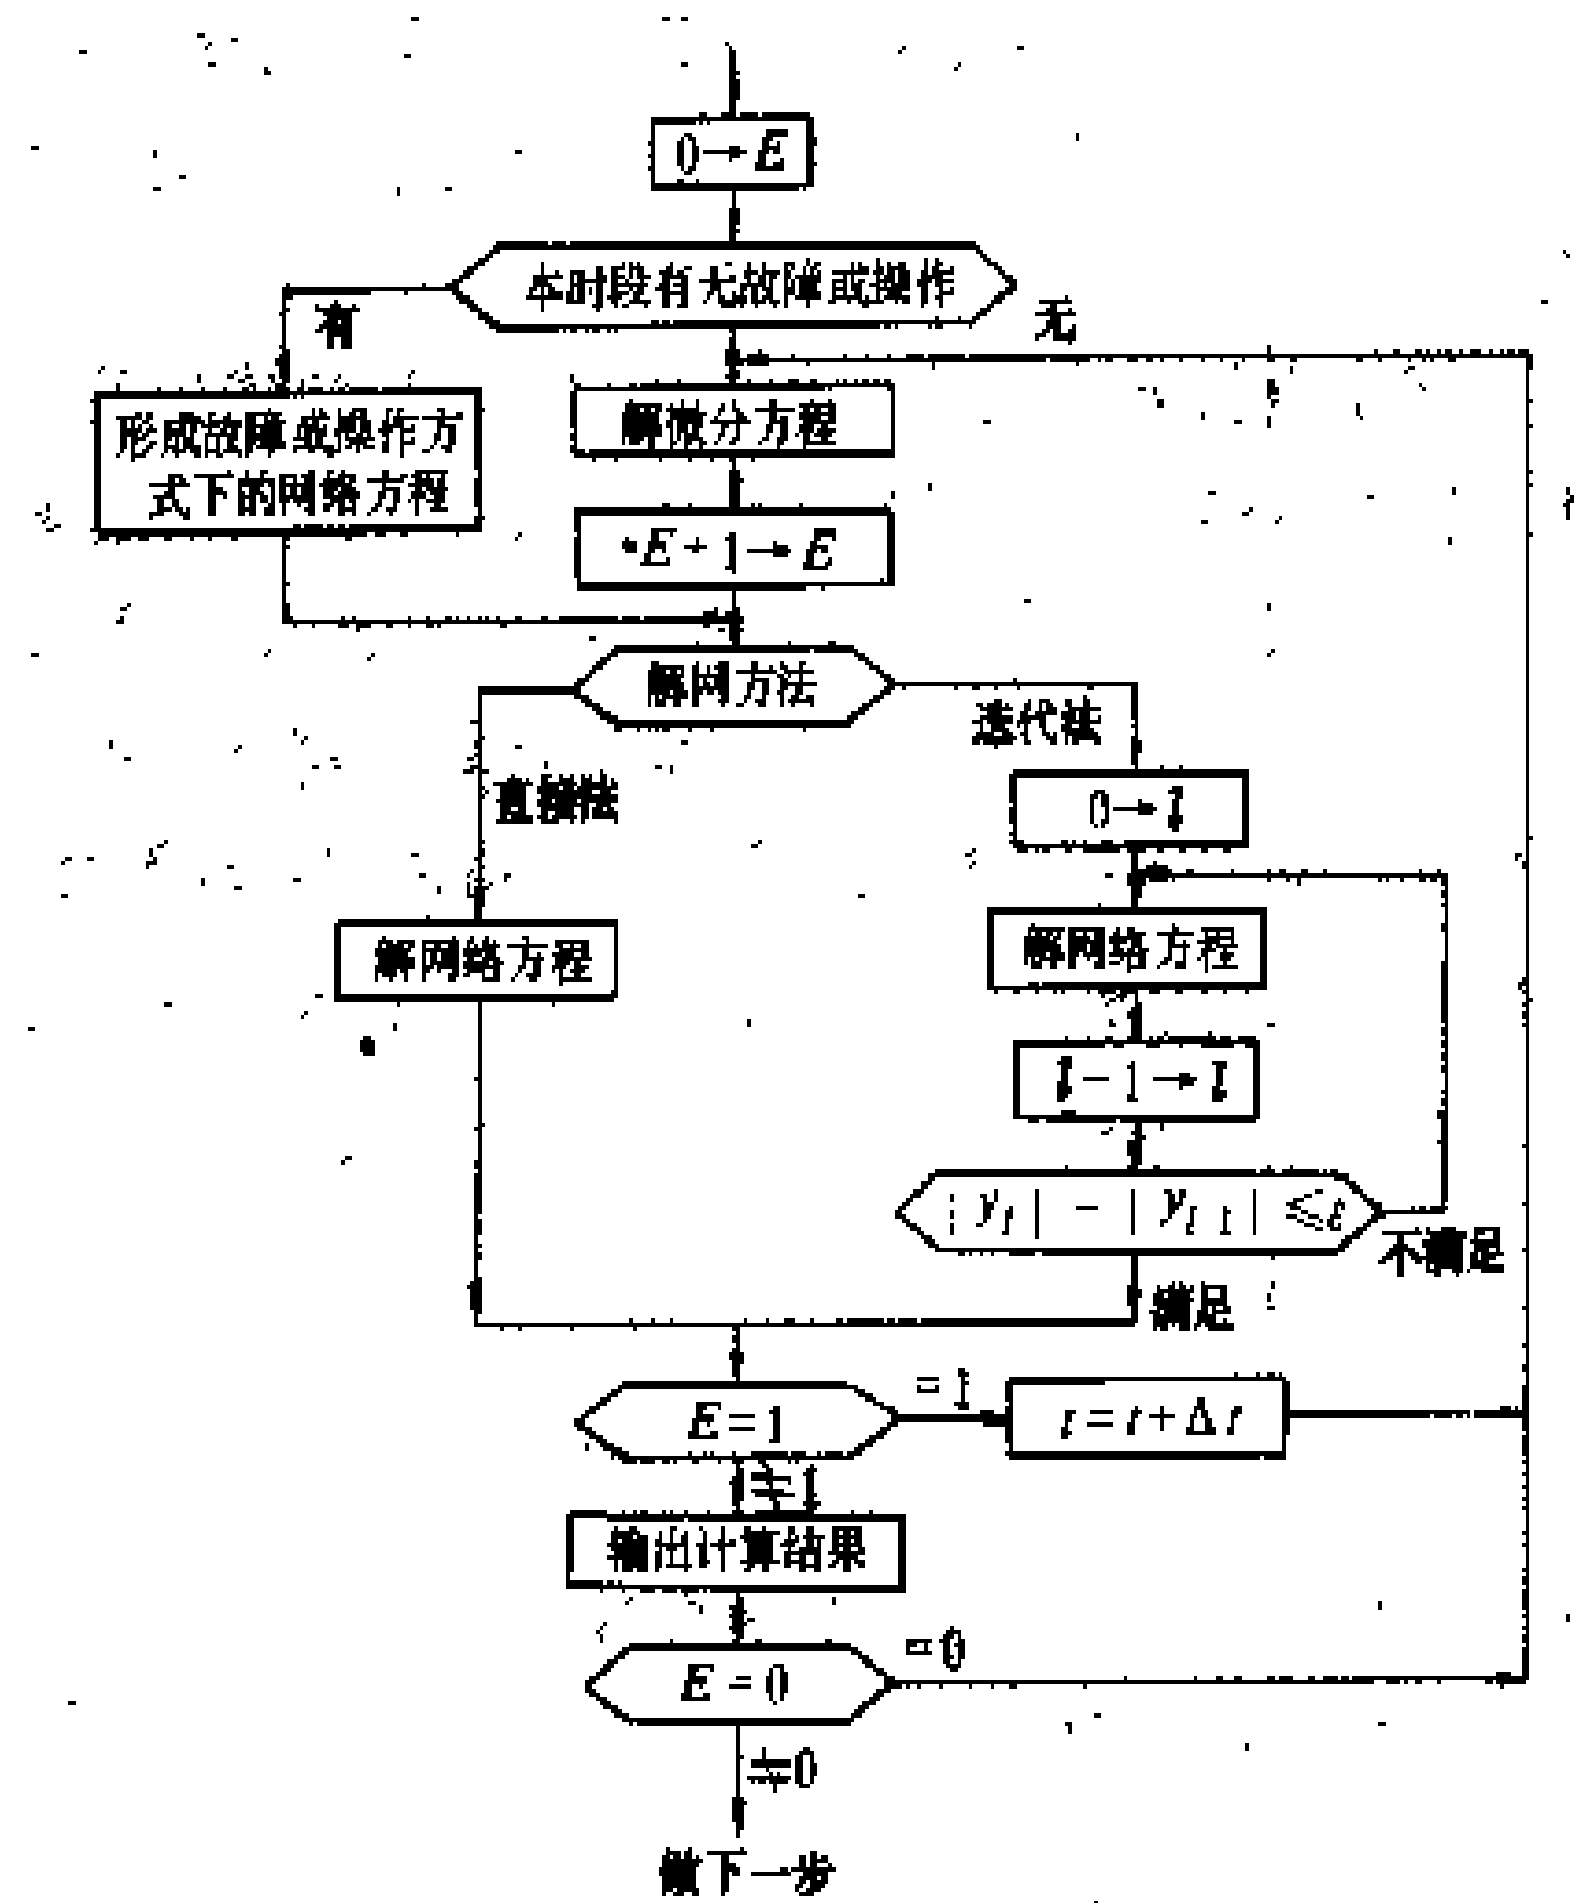 0→E
本时段有无故障或操作
有
无
形成故障或操作方
式下的网络方程
解微分方程
E+1→E
解网方法
直接法
迭代法
0→I
解网络方程
解网络方程
I-1→I
| y_I | - | y_{I 1} | ≤ε
不满足
满足
E=1
=1
t=t+Δt
≠1
输出计算结果
E=0
=0
≠0
做下一步